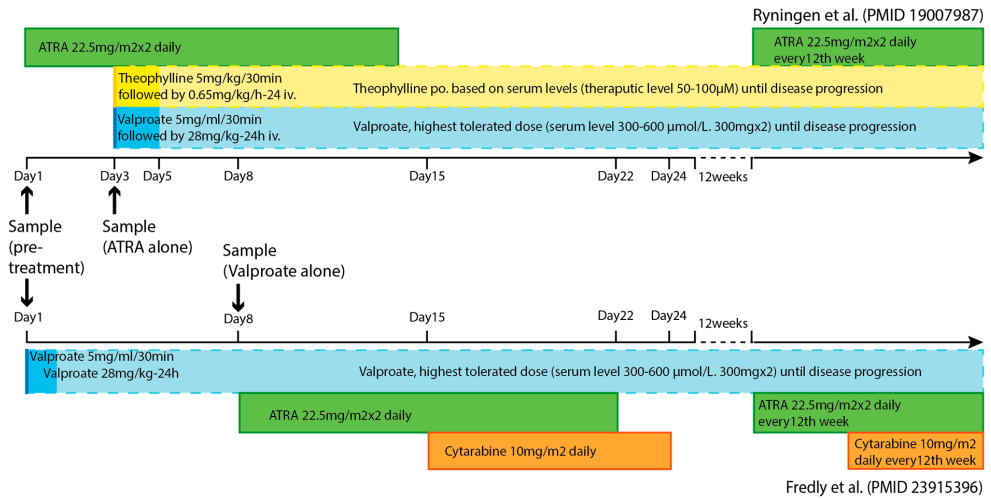 Ryningen et al. (PMID 19007987)
ATRA 22.5mg/m2x2 daily
ATRA 22.5mg/m2x2 daily
every12th week
Theophylline 5mg/kg/30min
followed by 0.65mg/kg/h-24 iv.
Theophylline po. based on serum levels (theraputic level 50-100μM) until disease progression
Valproate 5mg/ml/30min
followed by 28mg/kg-24h iv.
Valproate, highest tolerated dose (serum level 300-600 μmol/L. 300mgx2) until disease progression
Day1
Day3
Day5
Day8
Day15
Day22
Day24
12weeks
Sample
(pre-
treatment)
Sample
(ATRA alone)
Sample
(Valproate alone)
Day1
Day8
Day15
Day22
Day24
12weeks
Valproate 5mg/ml/30min
Valproate 28mg/kg-24h
Valproate, highest tolerated dose (serum level 300-600 μmol/L. 300mgx2) until disease progression
ATRA 22.5mg/m2x2 daily
ATRA 22.5mg/m2x2 daily
every12th week
Cytarabine 10mg/m2 daily
Cytarabine 10mg/m2
daily every12th week
Fredly et al. (PMID 23915396)